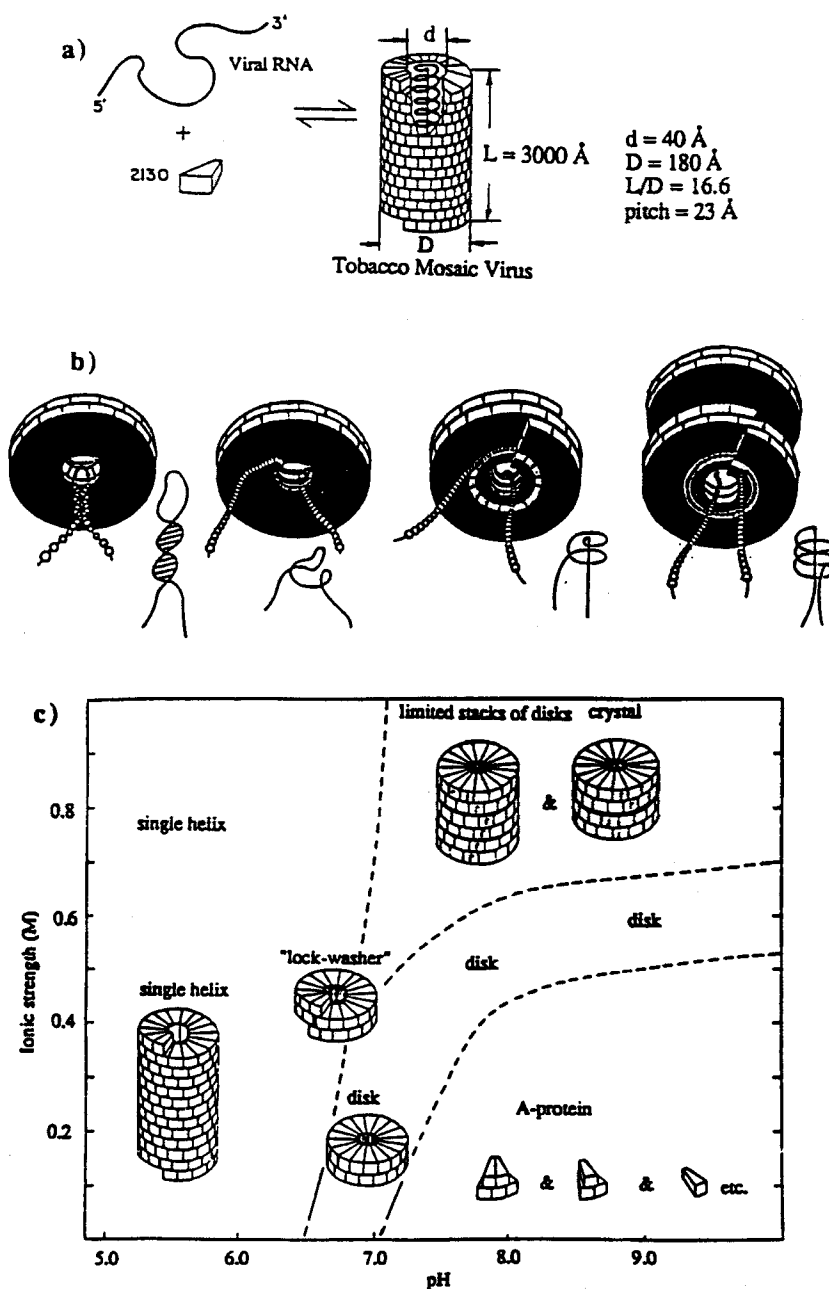 a)
3'
Viral RNA
5'
+
2130
d
L = 3000 Å
D
Tobacco Mosaic Virus
d = 40 Å
D = 180 Å
L/D = 16.6
pitch = 23 Å
b)
c)
limited stacks of disks crystal
&
single helix
disk
"lock-washer"
disk
single helix
disk
A-protein
& & etc.
Ionic strength (M)
0.8
0.6
0.4
0.2
5.0 6.0 7.0 8.0 9.0
pH